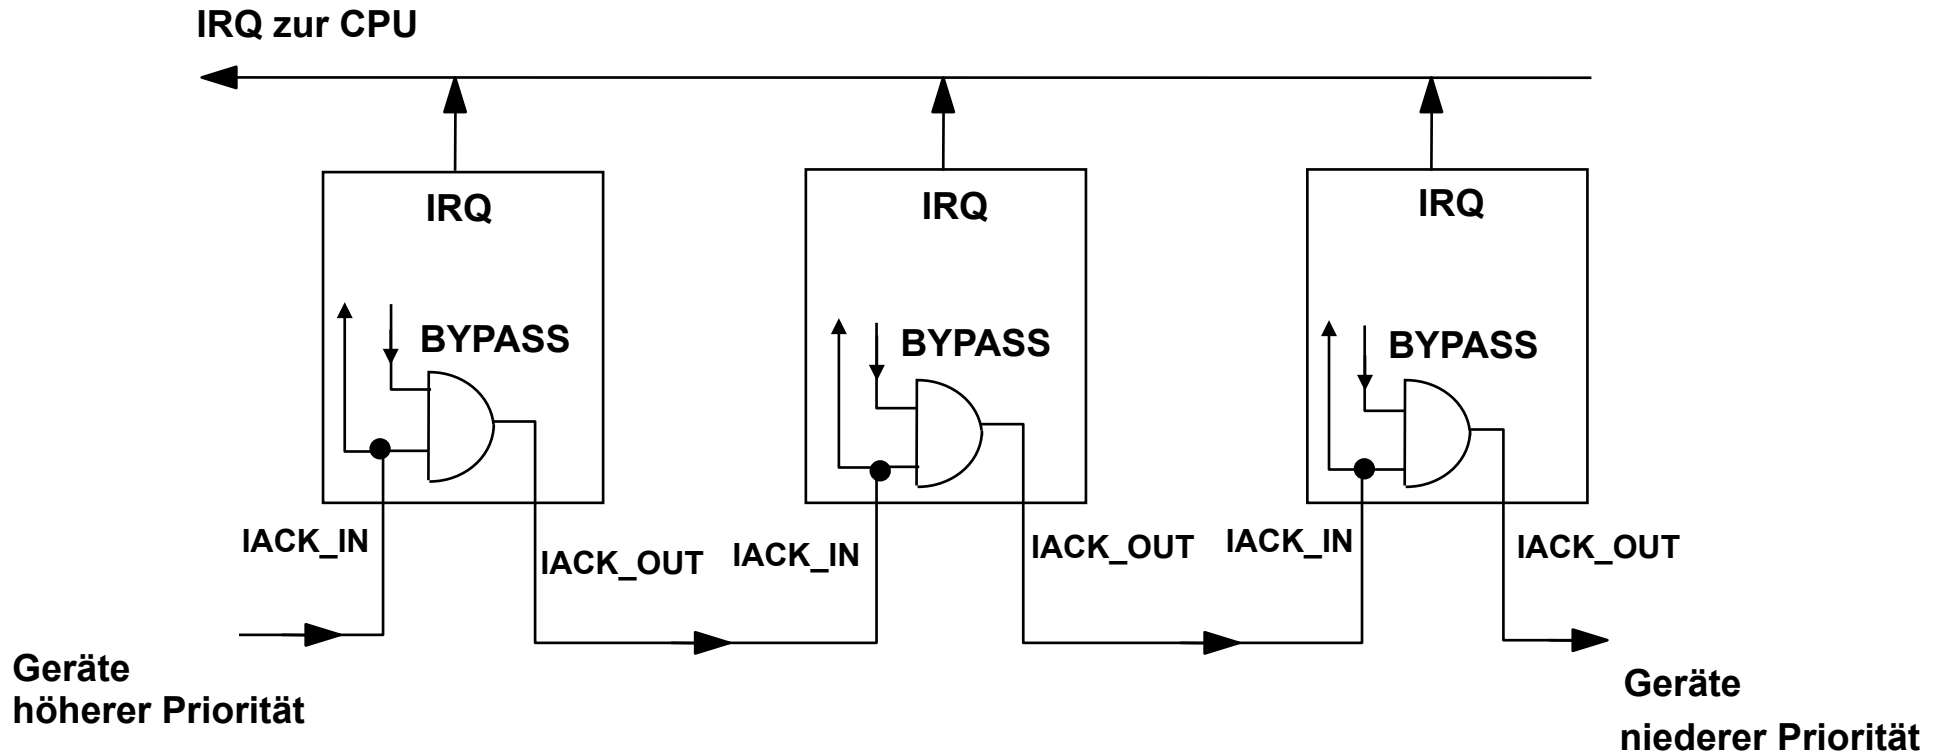 IRQ zur CPU
IRQ
IRQ
IRQ
BYPASS
BYPASS
BYPASS
IACK_IN
IACK_OUT
IACK_IN
IACK_OUT
IACK_IN
IACK_OUT
Geräte
höherer Priorität
Geräte
niederer Priorität